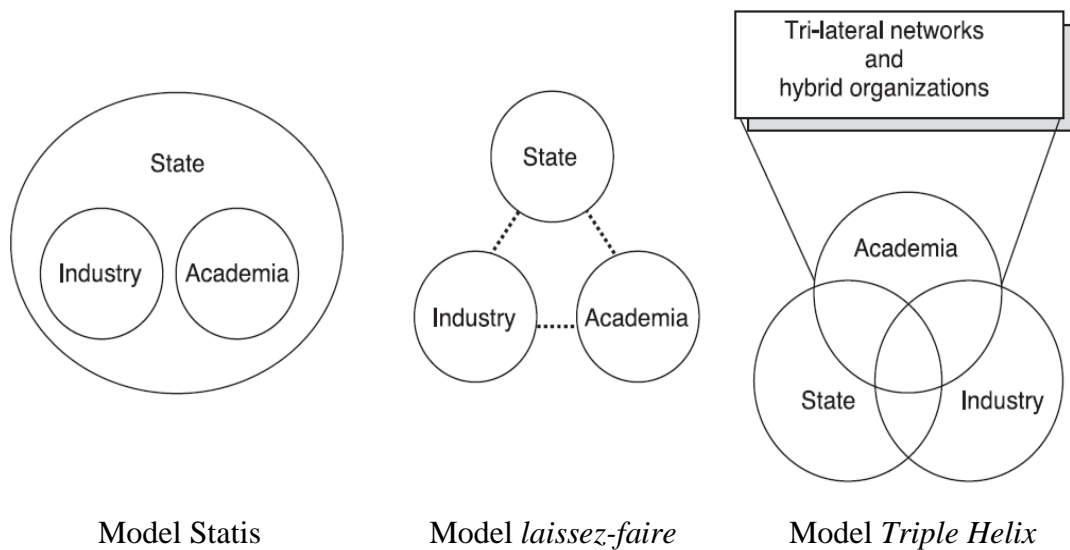 State
Industry
Academia
Model Statis
State
Industry
Academia
Model laissez-faire
Tri-lateral networks
and
hybrid organizations
Academia
State
Industry
Model Triple Helix